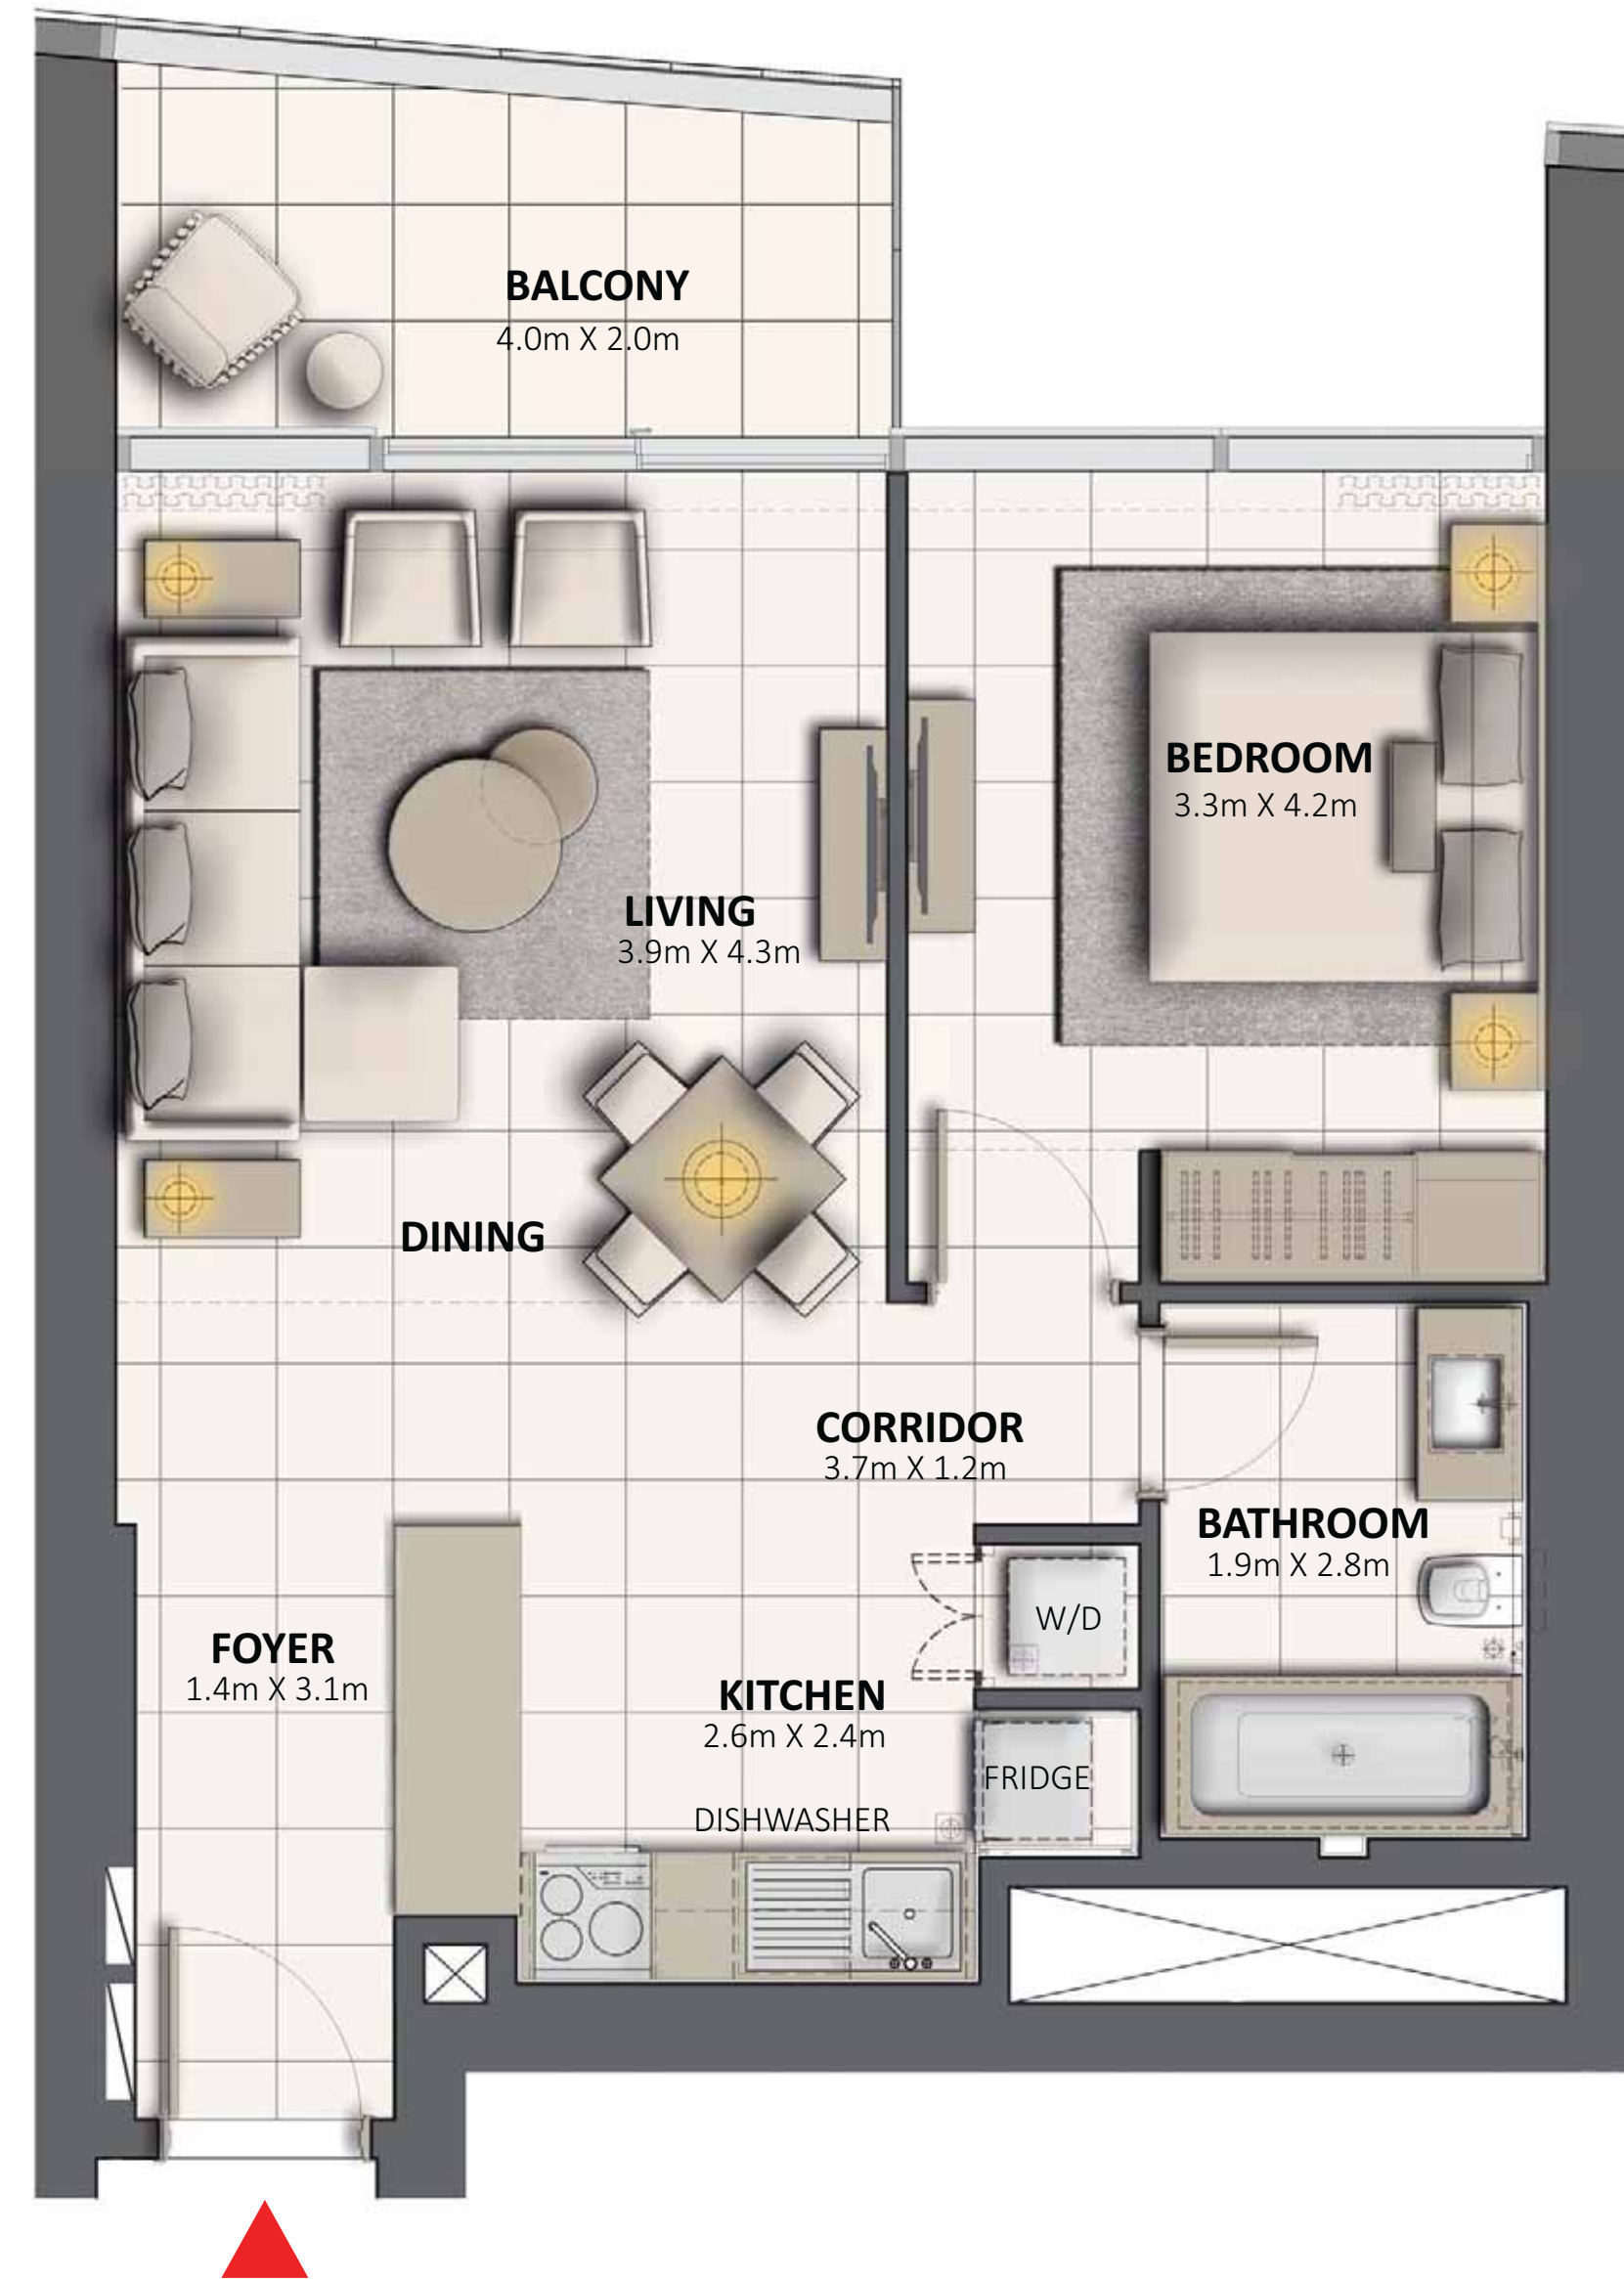 BALCONY
4.0m X 2.0m
BEDROOM
3.3m X 4.2m
LIVING
3.9m X 4.3m
DINING
CORRIDOR
3.7m X 1.2m
BATHROOM
1.9m X 2.8m
W/D
FOYER
1.4m X 3.1m
KITCHEN
2.6m X 2.4m
FRIDGE
DISHWASHER